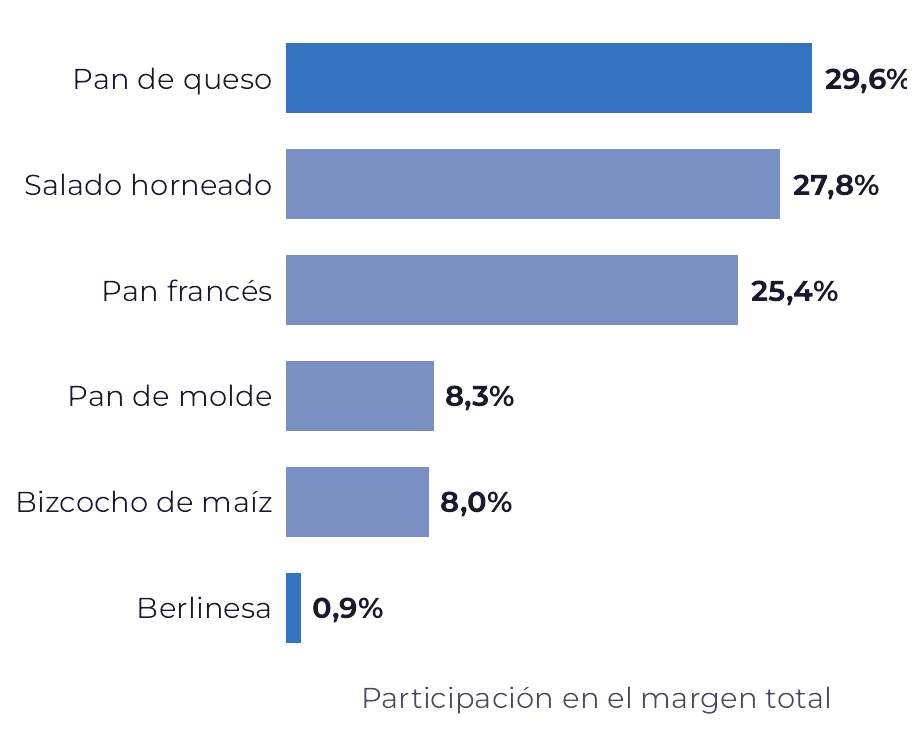 Pan de queso 29,6%
Salado horneado 27,8%
Pan francés 25,4%
Pan de molde 8,3%
Bizcocho de maíz 8,0%
Berlinesa 0,9%
Participación en el margen total